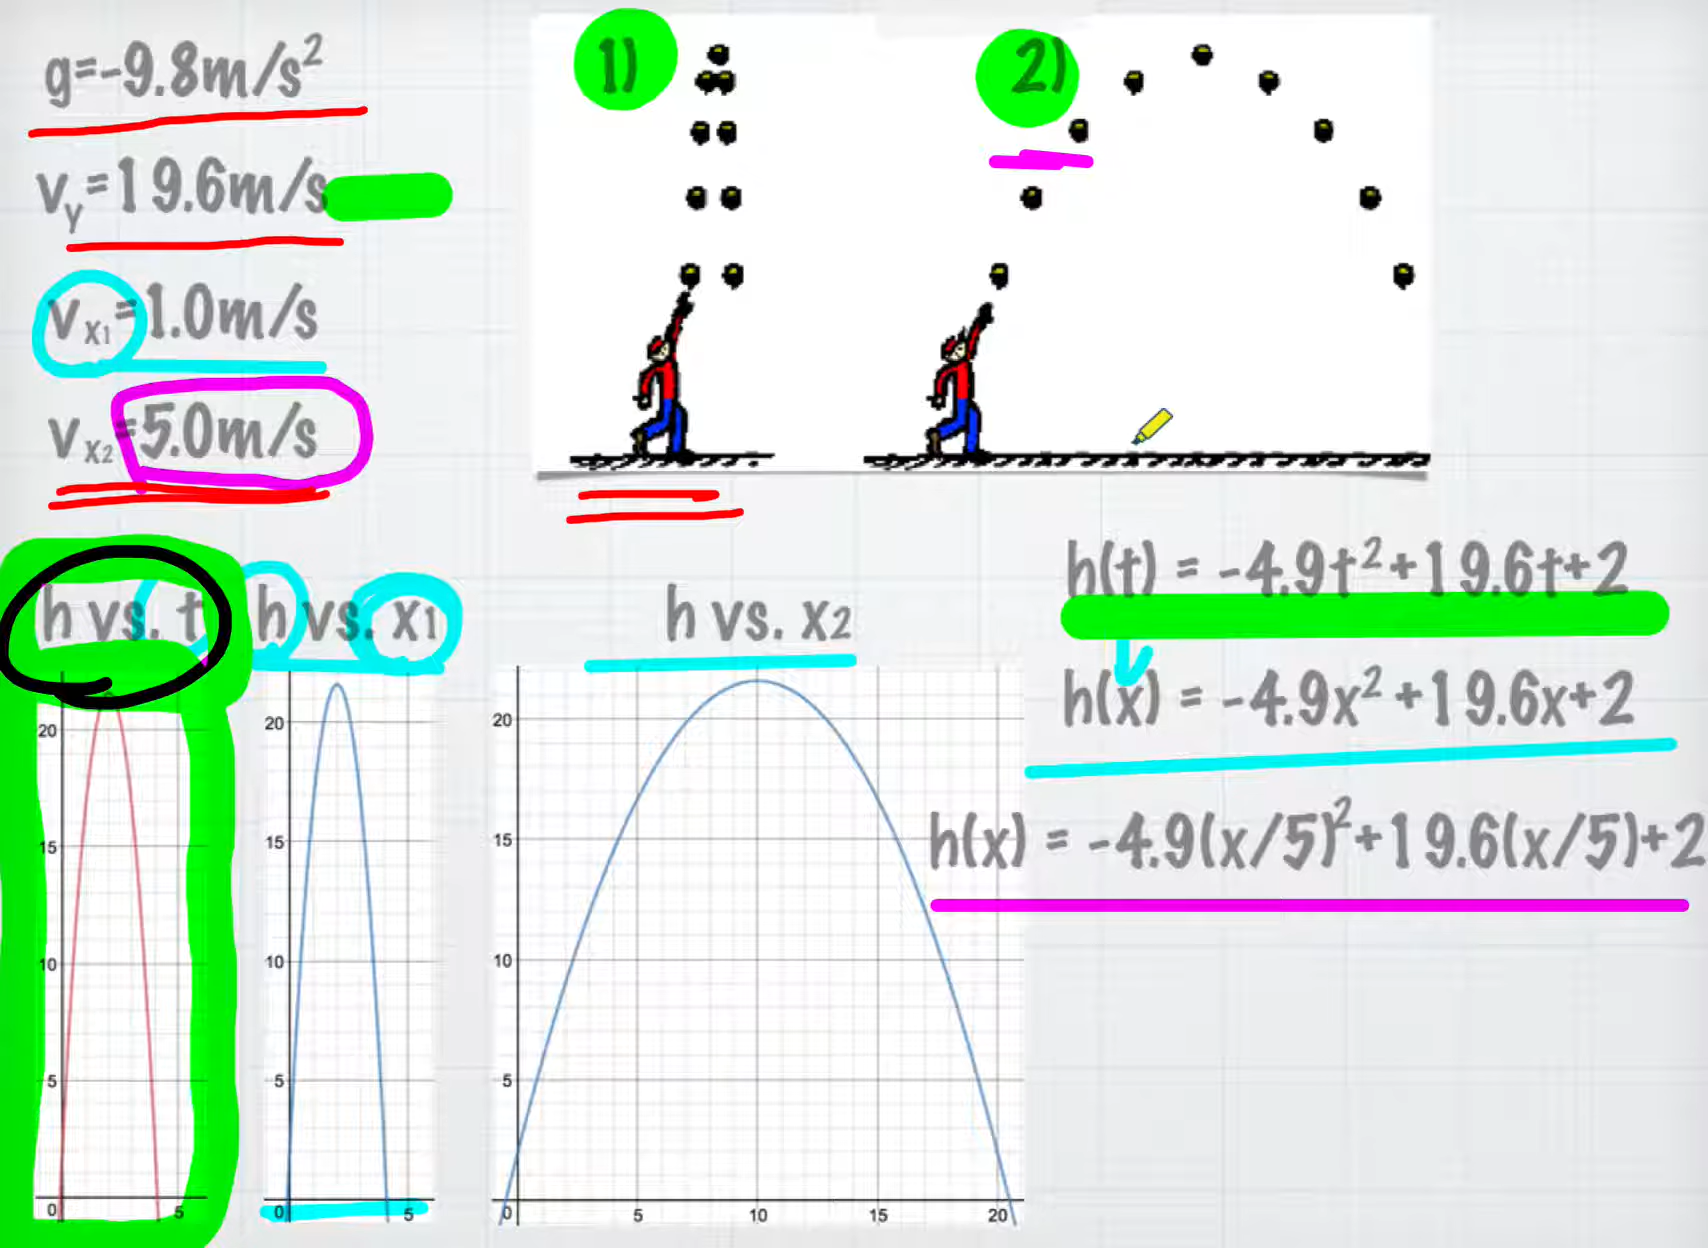 g=-9.8m/s²
vy=19.6m/s
vx1=1.0m/s
vx2=5.0m/s
1)
2)
h vs. t
h vs. x1
h vs. x2
20
15
10
5
0
5
20
15
10
5
0
5
20
15
10
5
0
5
10
15
20
h(t) = -4.9t²+19.6t+2
h(x) = -4.9x²+19.6x+2
h(x) = -4.9(x/5)²+19.6(x/5)+2